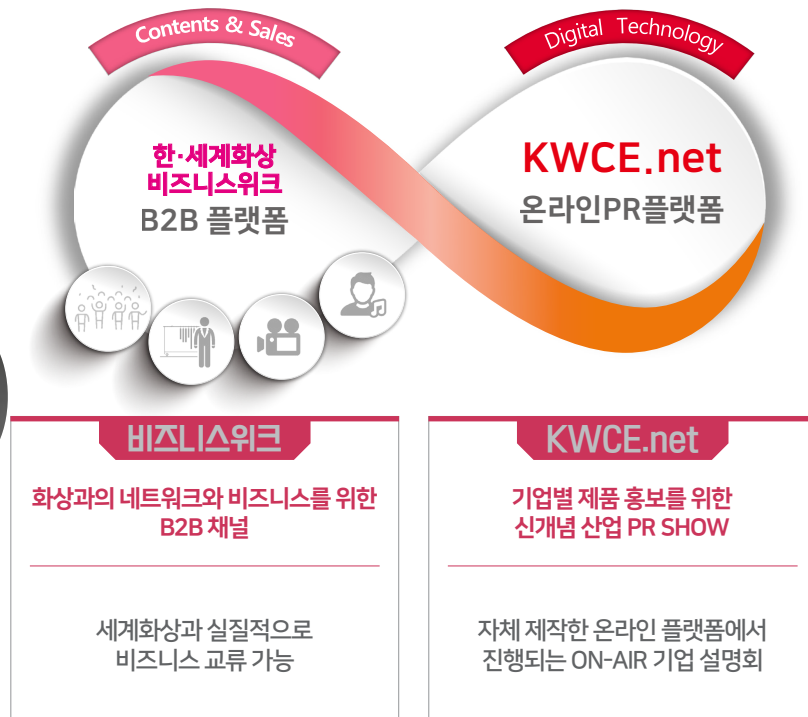 Contents & Sales
Digital Technology
한·세계화상
비즈니스위크
B2B 플랫폼
KWCE.net
온라인PR플랫폼
비즈니스위크
화상과의 네트워크와 비즈니스를 위한
B2B 채널
세계화상과 실질적으로
비즈니스 교류 가능
KWCE.net
기업별 제품 홍보를 위한
신개념 산업 PR SHOW
자체 제작한 온라인 플랫폼에서
진행되는 ON-AIR 기업 설명회